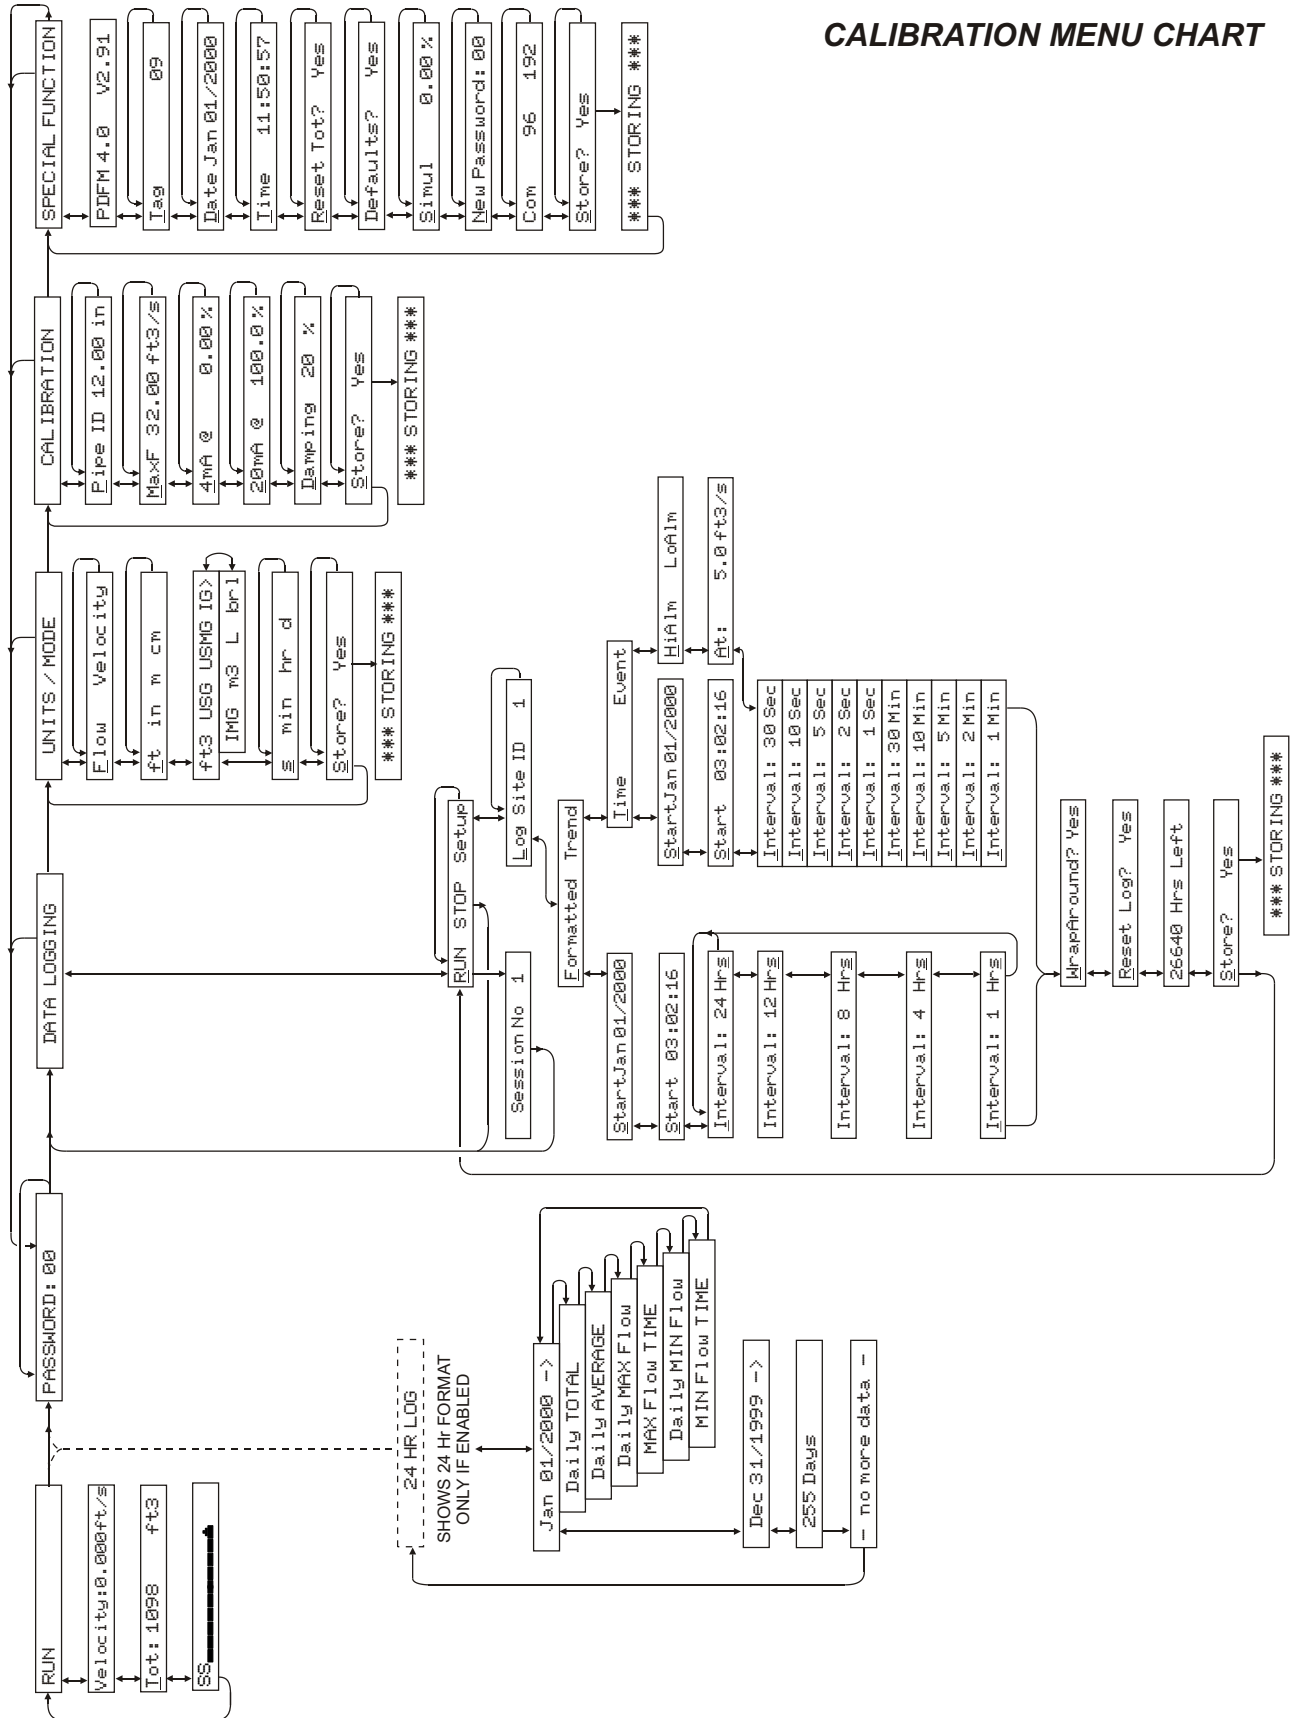 CALIBRATION MENU CHART
RUN
Velocity:0.000ft/s
Tot: 1098 ft3
SS
PASSWORD: 00
24 HR LOG
SHOWS 24 Hr FORMAT
ONLY IF ENABLED
Jan 01/2000 ->
Daily TOTAL
Daily AVERAGE
Daily MAX Flow
MAX Flow TIME
Daily MIN Flow
MIN Flow TIME
Dec 31/1999 ->
255 Days
- no more data -
DATA LOGGING
RUN STOP Setup
Session No 1
Log Site ID 1
Formatted Trend
StartJan 01/2000
Start 03:02:16
Interval: 24 Hrs
Interval: 12 Hrs
Interval: 8 Hrs
Interval: 4 Hrs
Interval: 1 Hrs
Time Event
StartJan 01/2000
Start 03:02:16
HiAlm LoAlm
At: 5.0 ft3/s
Interval: 30 Sec
Interval: 10 Sec
Interval: 5 Sec
Interval: 2 Sec
Interval: 1 Sec
Interval: 30 Min
Interval: 10 Min
Interval: 5 Min
Interval: 2 Min
Interval: 1 Min
WrapAround? Yes
Reset Log? Yes
26640 Hrs Left
Store? Yes
*** STORING ***
UNITS / MODE
Flow Velocity
ft in m cm
ft3 USG USMG IG>
IMG m3 L brl
s min hr d
Store? Yes
*** STORING ***
CALIBRATION
Pipe ID 12.00 in
MaxF 32.00 ft3/s
4mA @ 0.00 %
20mA @ 100.0 %
Damping 20 %
Store? Yes
*** STORING ***
SPECIAL FUNCTION
PDFM 4.0 V2.91
Tag 09
Date Jan 01/2000
Time 11:50:57
Reset Tot? Yes
Defaults? Yes
Simul 0.00 %
New Password: 00
Com 96 192
Store? Yes
*** STORING ***